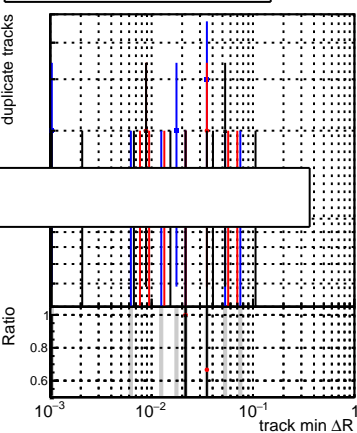 duplicate tracks
Ratio
1
0.8
0.6
10⁻³ 10⁻² 10⁻¹ 1
track min ΔR